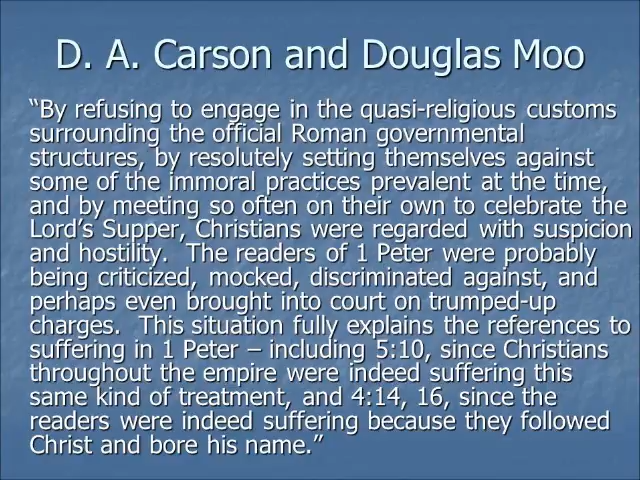 D. A. Carson and Douglas Moo
“By refusing to engage in the quasi-religious customs
surrounding the official Roman governmental
structures, by resolutely setting themselves against
some of the immoral practices prevalent at the time,
and by meeting so often on their own to celebrate the
Lord’s Supper, Christians were regarded with suspicion
and hostility.  The readers of 1 Peter were probably
being criticized, mocked, discriminated against, and
perhaps even brought into court on trumped-up
charges.  This situation fully explains the references to
suffering in 1 Peter – including 5:10, since Christians
throughout the empire were indeed suffering this
same kind of treatment, and 4:14, 16, since the
readers were indeed suffering because they followed
Christ and bore his name.”